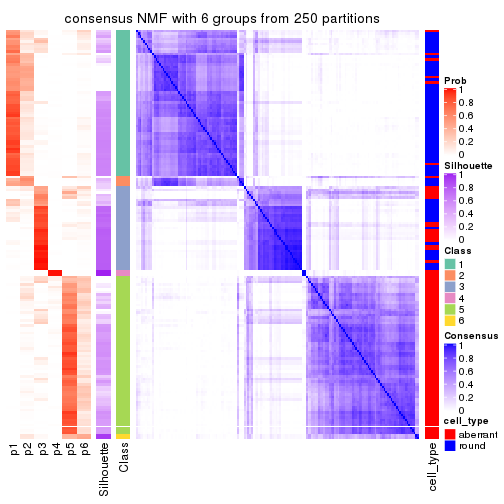 consensus NMF with 6 groups from 250 partitions
p1
p2
p3
p4
p5
p6
Silhouette
Class
cell_type
Prob
1
0.8
0.6
0.4
0.2
0
Silhouette
1
0.8
0.6
0.4
0.2
0
Class
1
2
3
4
5
6
Consensus
1
0.8
0.6
0.4
0.2
0
cell_type
aberrant
round